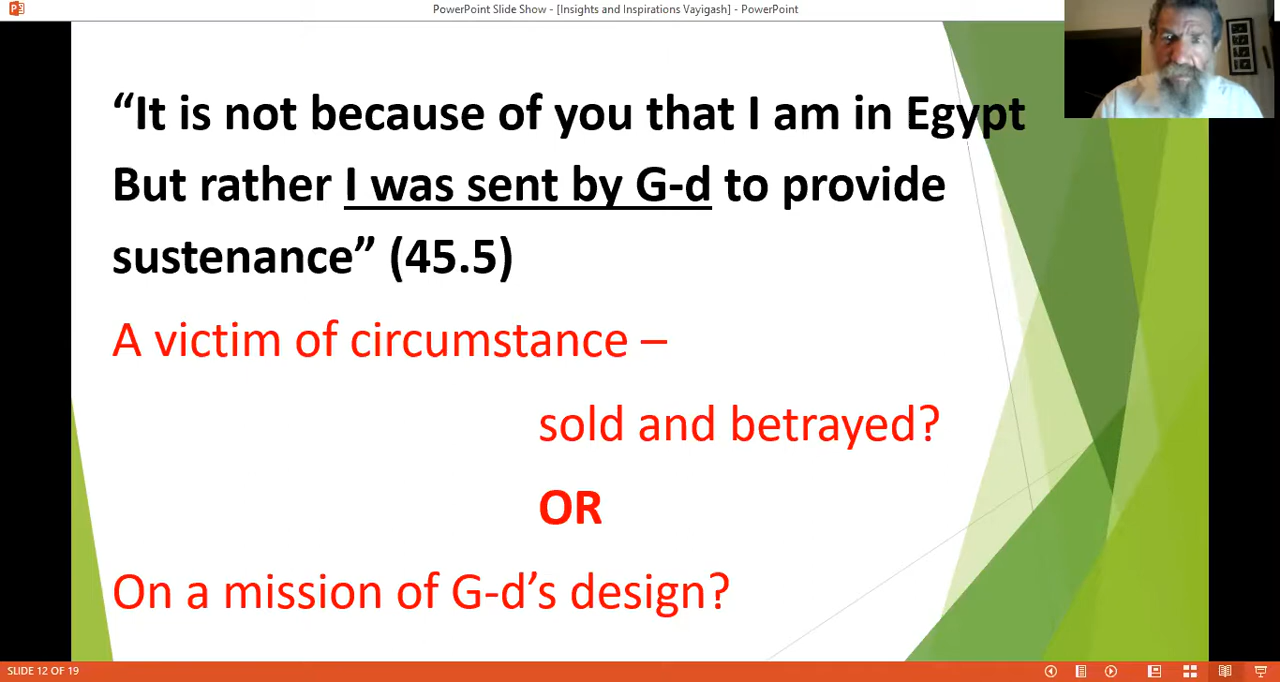 PowerPoint Slide Show - [Insights and Inspirations Vayigash] - PowerPoint
“It is not because of you that I am in Egypt
But rather I was sent by G-d to provide
sustenance” (45.5)
A victim of circumstance –
sold and betrayed?
OR
On a mission of G-d’s design?
SLIDE 12 OF 19